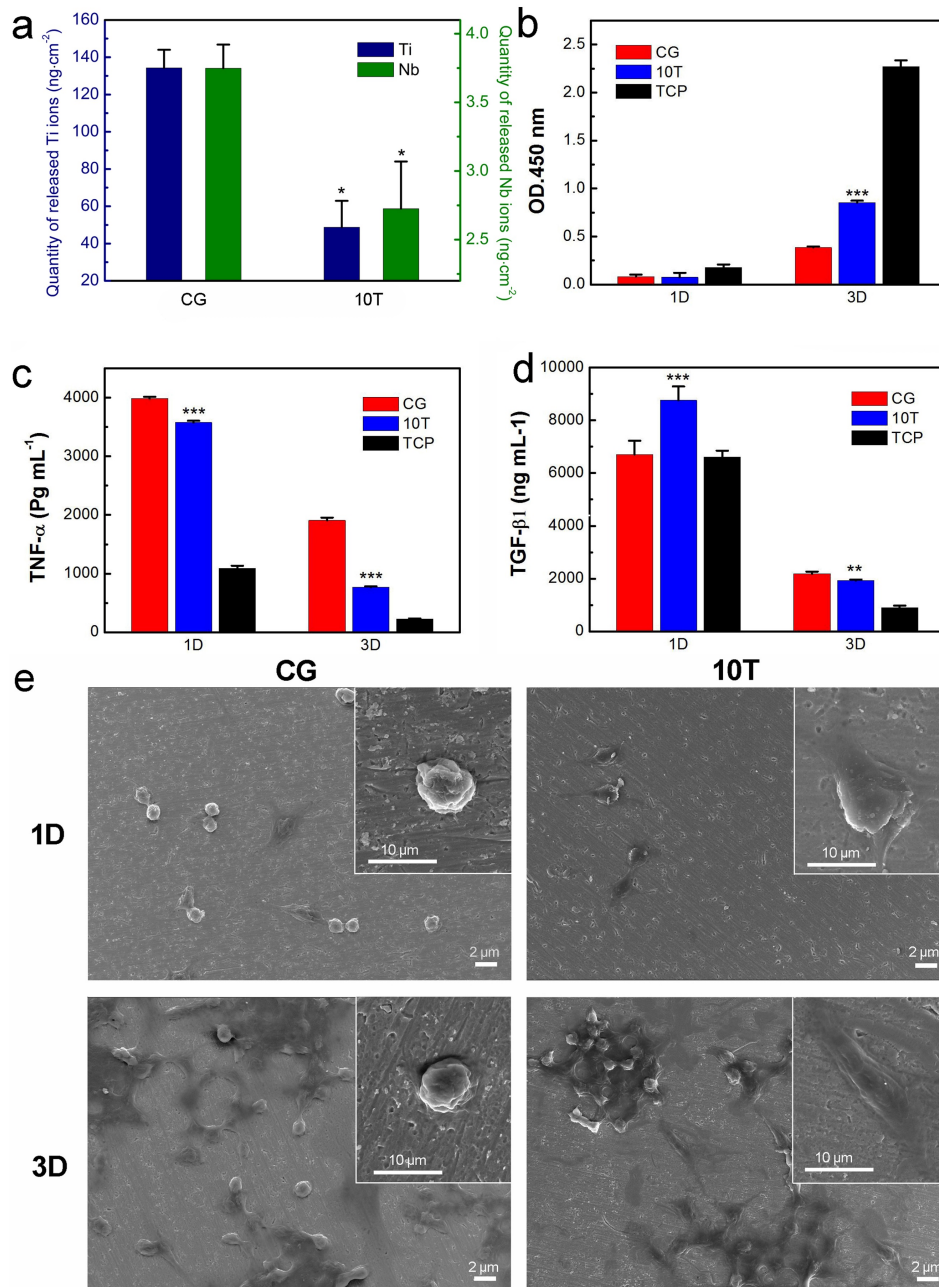 a
Quantity of released Ti ions (ng·cm⁻²)
160
140
120
100
80
60
40
20
Ti
Nb
*
*
CG
10T
4.0
3.5
3.0
2.5
Quantity of released Nb ions (ng·cm⁻²)
b
OD.450 nm
2.5
2.0
1.5
1.0
0.5
0.0
CG
10T
TCP
***
1D
3D
c
TNF-α (Pg mL⁻¹)
4000
3000
2000
1000
0
CG
10T
TCP
***
***
1D
3D
d
TGF-β1 (ng mL-1)
10000
8000
6000
4000
2000
0
CG
10T
TCP
***
**
1D
3D
e
CG
10T
1D
10 µm
2 µm
10 µm
2 µm
3D
10 µm
2 µm
10 µm
2 µm